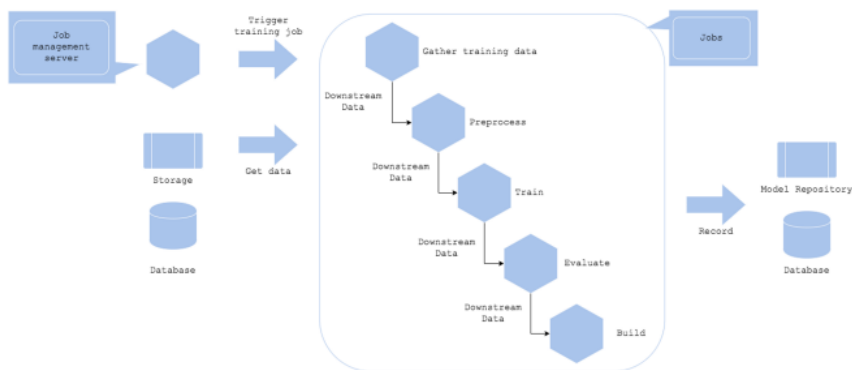 Job
management
server
Trigger
training job
Gather training data
Jobs
Downstream
Data
Preprocess
Storage
Get data
Downstream
Data
Train
Model Repository
Record
Database
Downstream
Data
Evaluate
Database
Downstream
Data
Build